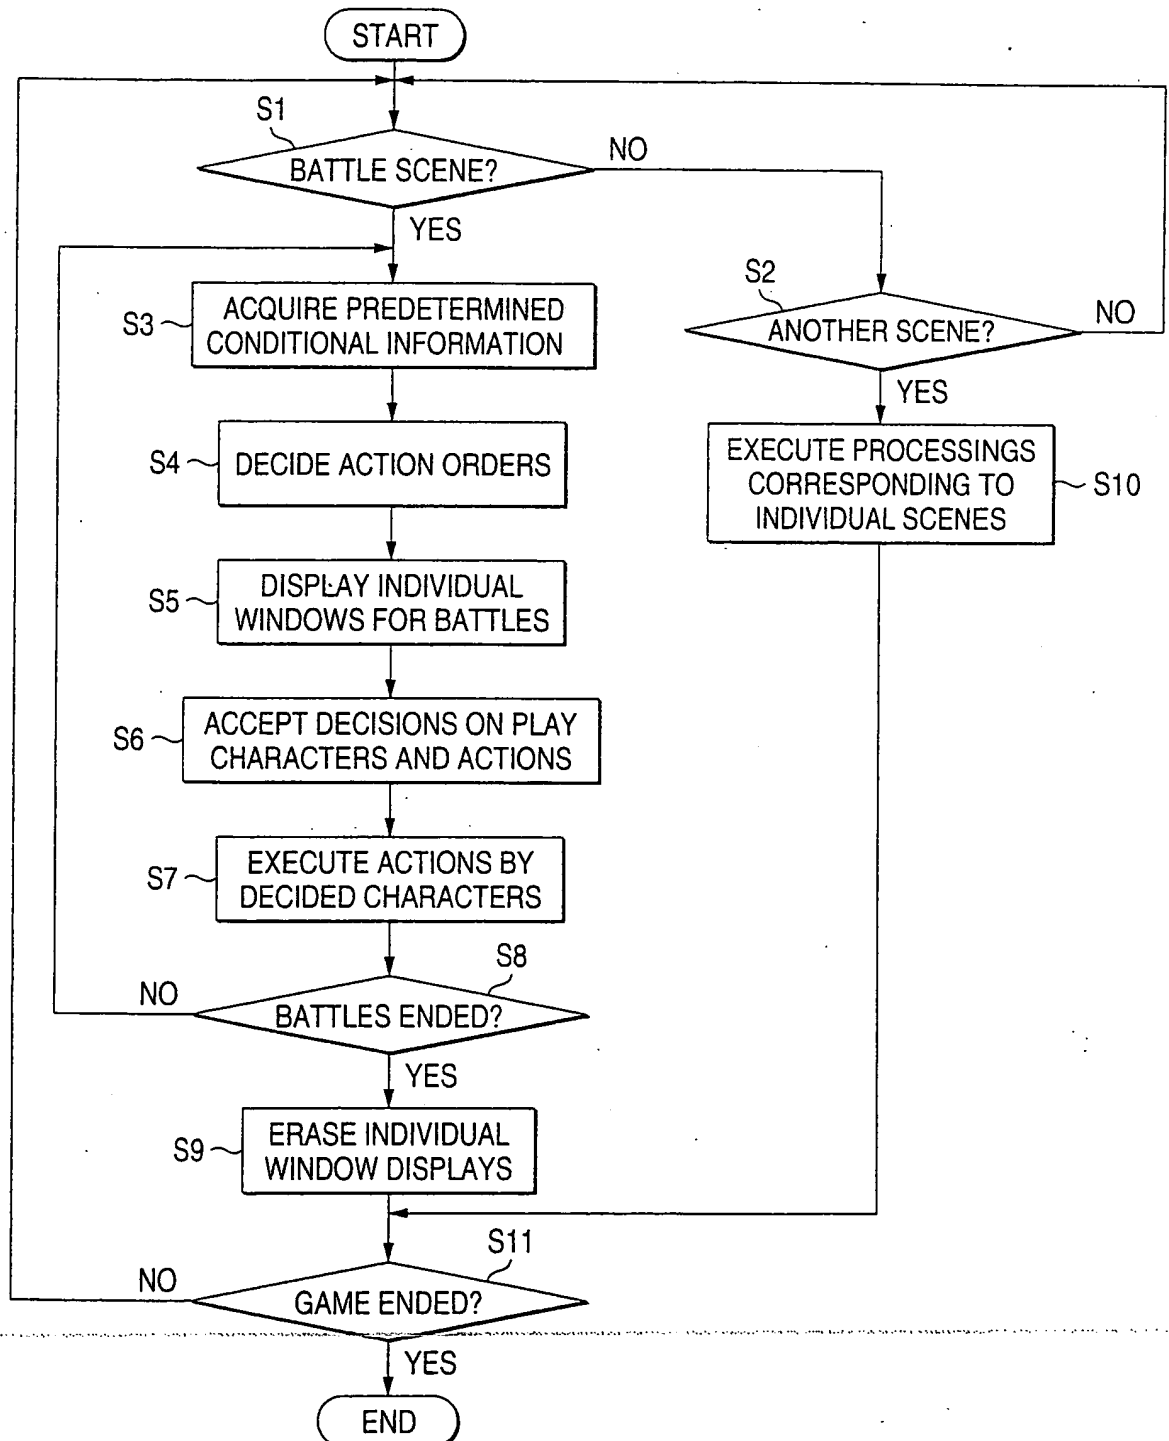 START
S1
BATTLE SCENE?
NO
YES
S2
ANOTHER SCENE?
NO
YES
S3
ACQUIRE PREDETERMINED
CONDITIONAL INFORMATION
S4
DECIDE ACTION ORDERS
EXECUTE PROCESSINGS
CORRESPONDING TO
INDIVIDUAL SCENES
S10
S5
DISPLAY INDIVIDUAL
WINDOWS FOR BATTLES
S6
ACCEPT DECISIONS ON PLAY
CHARACTERS AND ACTIONS
S7
EXECUTE ACTIONS BY
DECIDED CHARACTERS
S8
BATTLES ENDED?
NO
YES
S9
ERASE INDIVIDUAL
WINDOW DISPLAYS
S11
GAME ENDED?
NO
YES
END